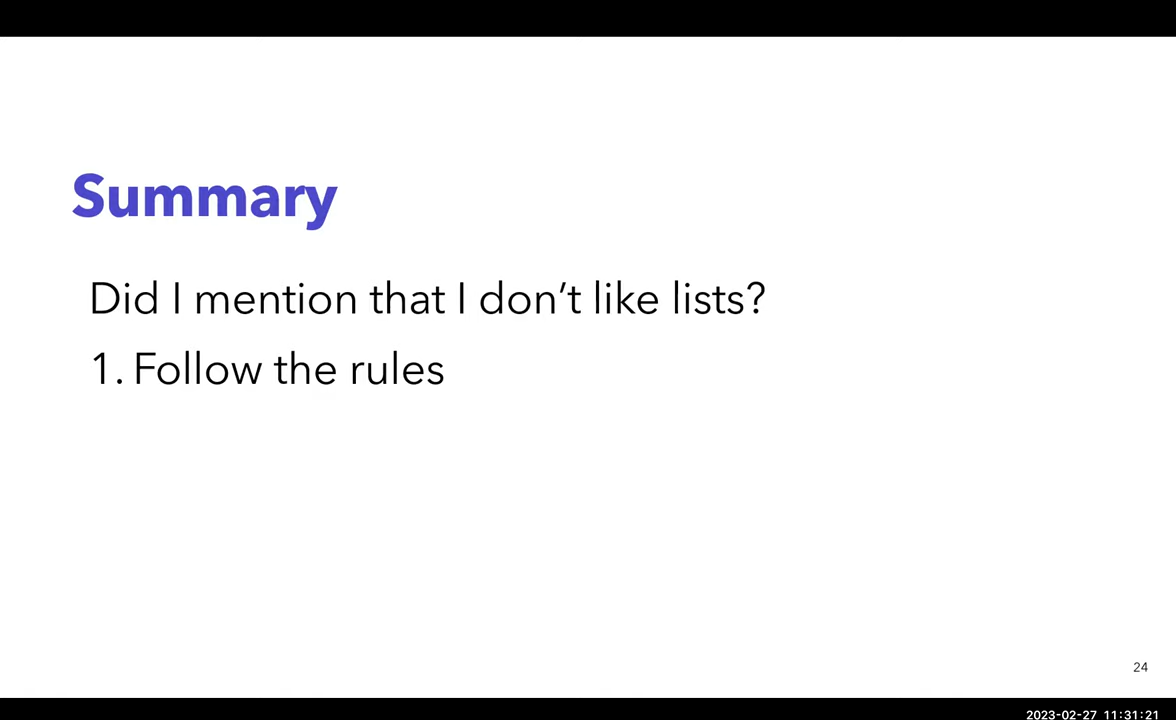 Summary
Did I mention that I don’t like lists?
1. Follow the rules
24
2023-02-27 11:31:21